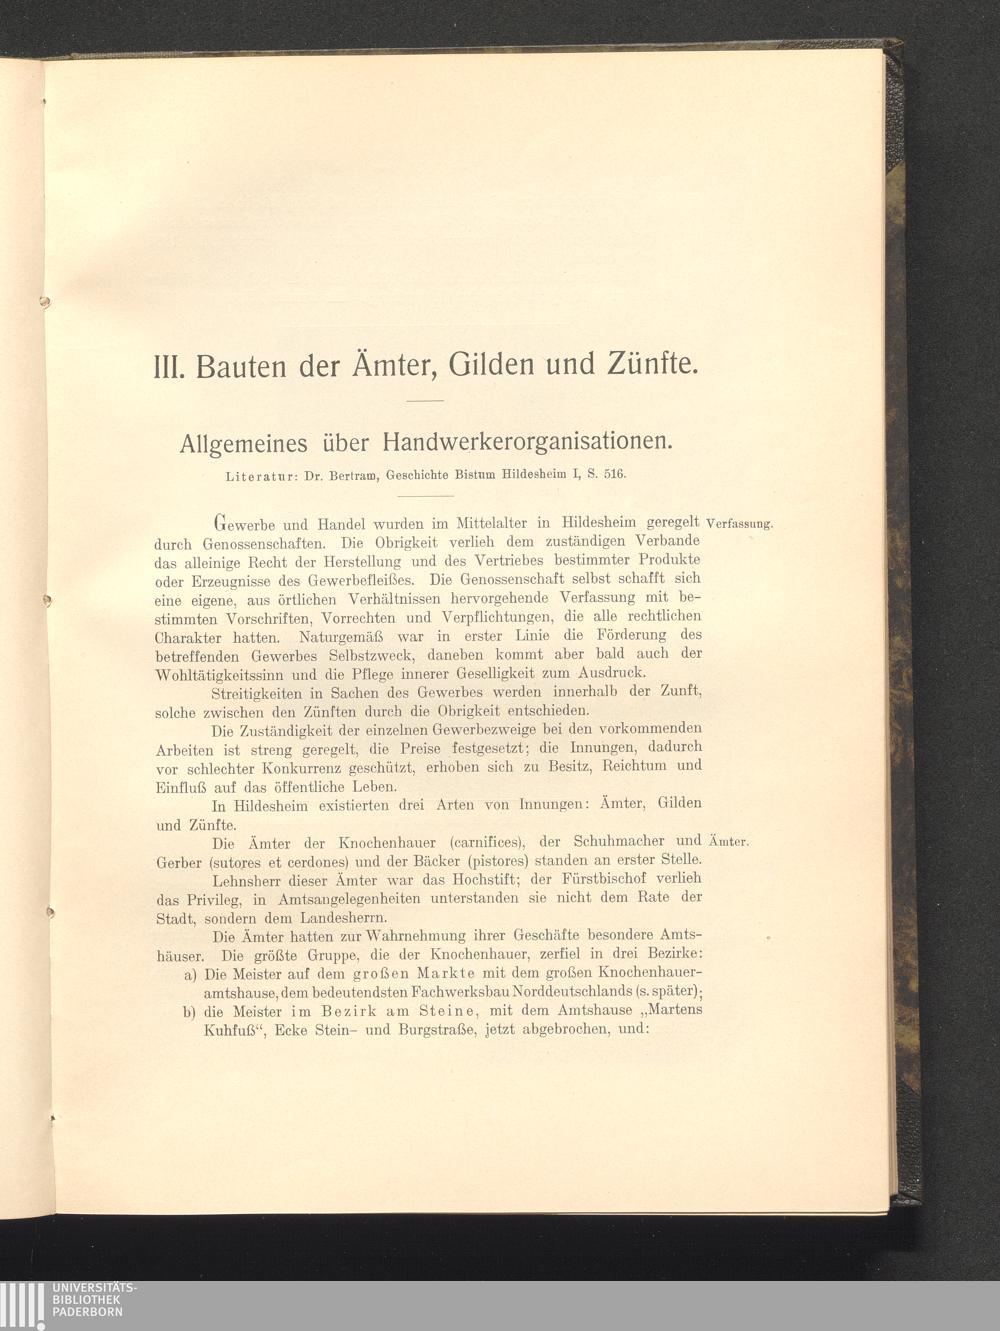 III. Bauten der Ämter, Gilden und Zünfte.
Allgemeines über Handwerkerorganisationen.
Literatur: Dr. Bertram, Geschichte Bistum Hildesheim I, S. 516.
Gewerbe und Handel wurden im Mittelalter in Hildesheim geregelt Verfassung.
durch Genossenschaften. Die Obrigkeit verlieh dem zuständigen Verbande
das alleinige Recht der Herstellung und des Vertriebes bestimmter Produkte
oder Erzeugnisse des Gewerbefleißes. Die Genossenschaft selbst schafft sich
eine eigene, aus örtlichen Verhältnissen hervorgehende Verfassung mit be-
stimmten Vorschriften, Vorrechten und Verpflichtungen, die alle rechtlichen
Charakter hatten. Naturgemäß war in erster Linie die Förderung des
betreffenden Gewerbes Selbstzweck, daneben kommt aber bald auch der
Wohltätigkeitssinn und die Pflege innerer Geselligkeit zum Ausdruck.
Streitigkeiten in Sachen des Gewerbes werden innerhalb der Zunft,
solche zwischen den Zünften durch die Obrigkeit entschieden.
Die Zuständigkeit der einzelnen Gewerbezweige bei den vorkommenden
Arbeiten ist streng geregelt, die Preise festgesetzt; die Innungen, dadurch
vor schlechter Konkurrenz geschützt, erhoben sich zu Besitz, Reichtum und
Einfluß auf das öffentliche Leben.
In Hildesheim existierten drei Arten von Innungen: Ämter, Gilden
und Zünfte.
Die Ämter der Knochenhauer (carnifices), der Schuhmacher und Ämter.
Gerber (sutores et cerdones) und der Bäcker (pistores) standen an erster Stelle.
Lehnsherr dieser Ämter war das Hochstift; der Fürstbischof verlieh
das Privileg, in Amtsangelegenheiten unterstanden sie nicht dem Rate der
Stadt, sondern dem Landesherrn.
Die Ämter hatten zur Wahrnehmung ihrer Geschäfte besondere Amts-
häuser. Die größte Gruppe, die der Knochenhauer, zerfiel in drei Bezirke:
a) Die Meister auf dem großen Markte mit dem großen Knochenhauer-
amtshause, dem bedeutendsten Fachwerksbau Norddeutschlands (s. später);
b) die Meister im Bezirk am Steine, mit dem Amtshause „Martens
Kuhfuß“, Ecke Stein- und Burgstraße, jetzt abgebrochen, und:
UNIVERSITÄTS-
BIBLIOTHEK
PADERBORN